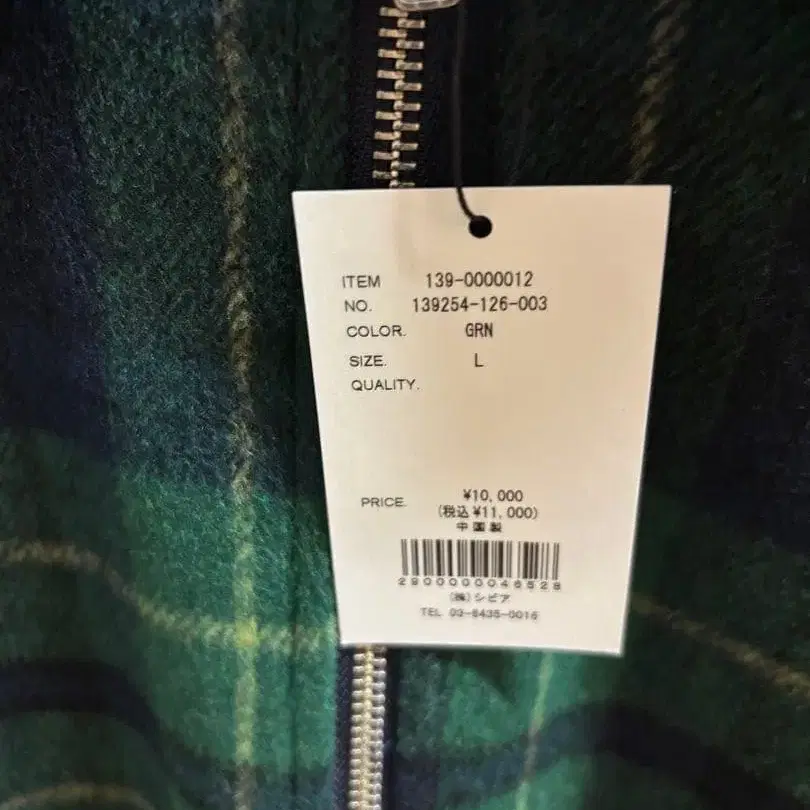 ITEM 139-0000012
NO. 139254-126-003
COLOR. GRN
SIZE. L
QUALITY.
PRICE. ¥10,000
(税込¥11,000)
中国製
2900000046528
(株)シピア
TEL 03-6435-0016